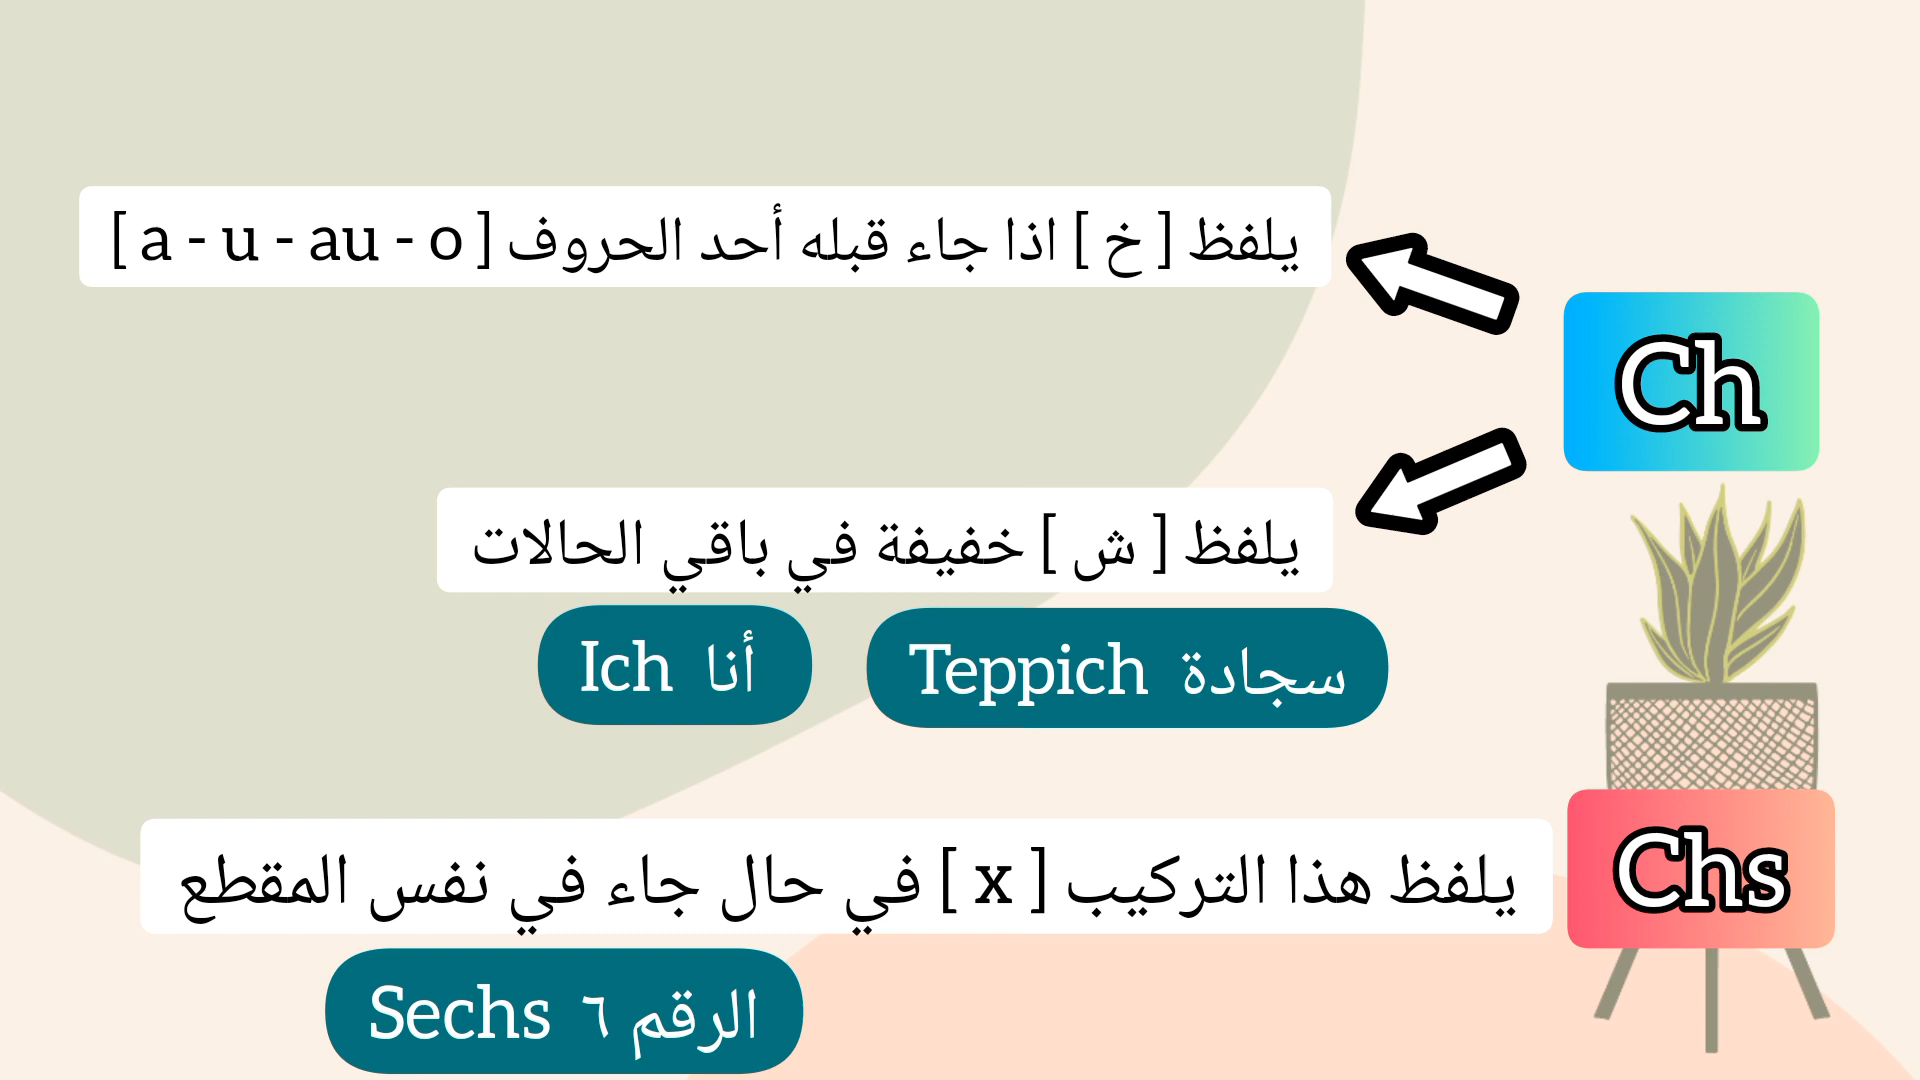 يلفظ [ خ ] اذا جاء قبله أحد الحروف [ a - u - au - o ]
Ch
يلفظ [ ش ] خفيفة في باقي الحالات
سجادة Teppich
أنا Ich
Chs
يلفظ هذا التركيب [ x ] في حال جاء في نفس المقطع
الرقم ٦ Sechs